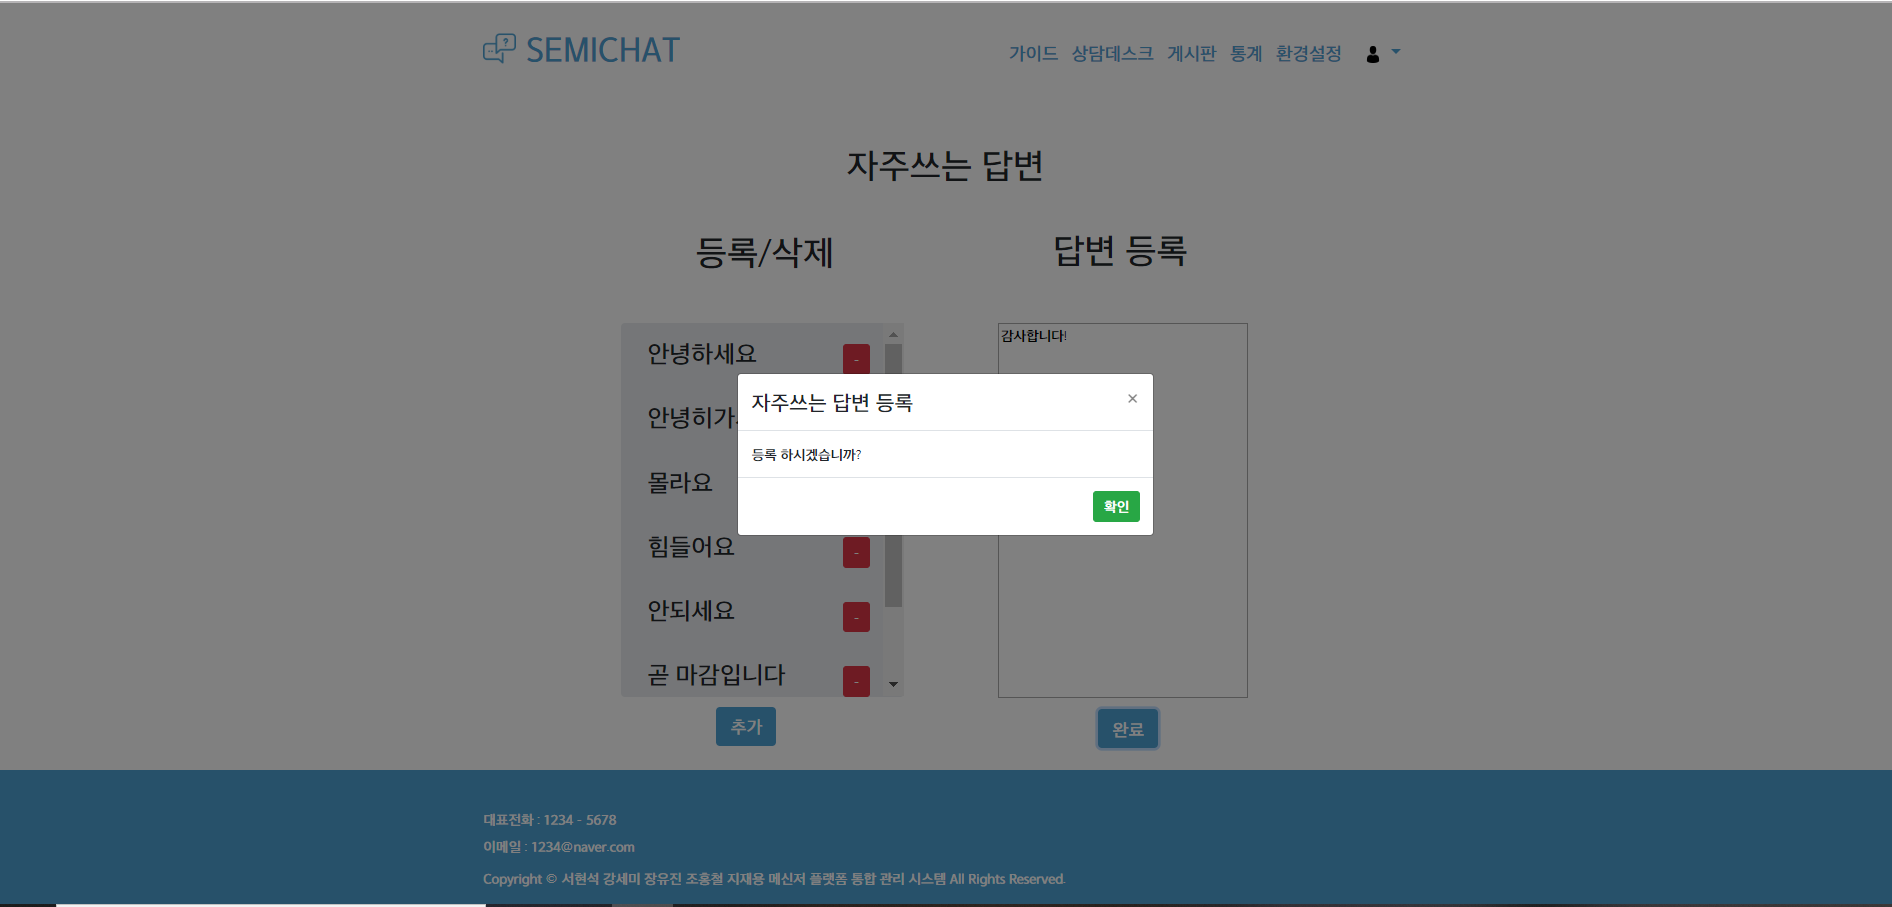 SEMICHAT
가이드 상담데스크 게시판 통계 환경설정
자주쓰는 답변
등록/삭제
답변 등록
안녕하세요
-
안녕히가
몰라요
힘들어요
-
안되세요
-
곧 마감입니다
-
추가
감사합니다!
완료
자주쓰는 답변 등록
×
등록 하시겠습니까?
확인
대표전화 : 1234 - 5678
이메일 : 1234@naver.com
Copyright © 서현석 강세미 장유진 조홍철 지재용 메신저 플랫폼 통합 관리 시스템 All Rights Reserved.